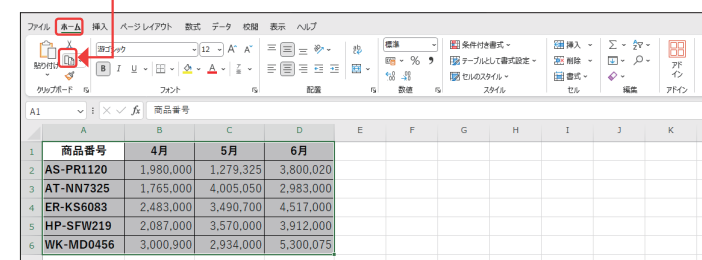 ファイル ホーム 挿入 ページ レイアウト 数式 データ 校閲 表示 ヘルプ
貼り付け
游ゴシック 12 A^ Aˇ
B I U A
ab
標準
% 9
条件付き書式
テーブルとして書式設定
セルのスタイル
挿入
削除
書式
Σ
アド
イン
クリップボード フォント 配置 数値 スタイル セル 編集 アドイン
A1 fx 商品番号
A B C D E F G H I J K
1 商品番号 4月 5月 6月
2 AS-PR1120 1,980,000 1,279,325 3,800,020
3 AT-NN7325 1,765,000 4,005,050 2,983,000
4 ER-KS6083 2,483,000 3,490,700 4,517,000
5 HP-SFW219 2,087,000 3,570,000 3,912,000
6 WK-MD0456 3,000,900 2,934,000 5,300,075